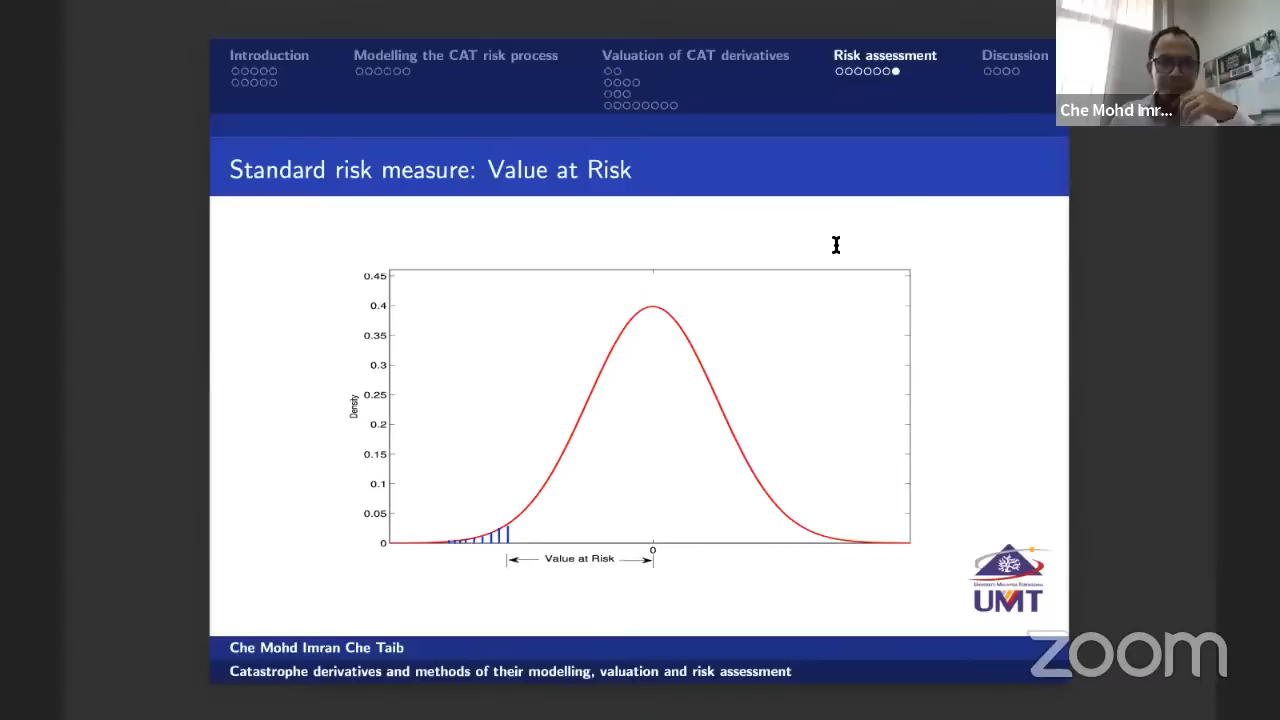 Introduction
Modelling the CAT risk process
Valuation of CAT derivatives
Risk assessment
Discussion
Che Mohd Imr...
Standard risk measure: Value at Risk
0.45
0.4
0.35
0.3
0.25
0.2
0.15
0.1
0.05
0
Density
0
Value at Risk
UNIVERSITI MALAYSIA TERENGGANU
UMT
Che Mohd Imran Che Taib
Catastrophe derivatives and methods of their modelling, valuation and risk assessment
zoom